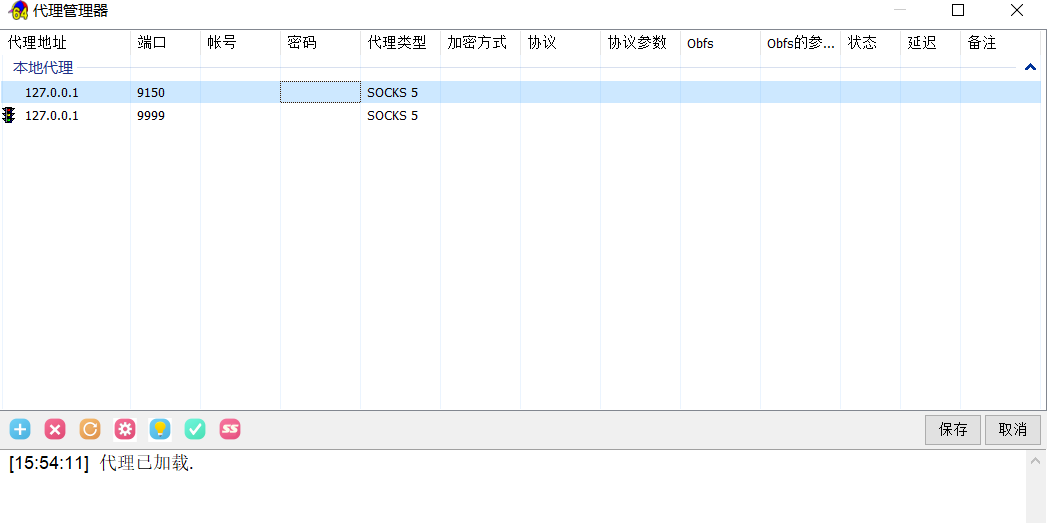 64 代理管理器
代理地址 端口 帐号 密码 代理类型 加密方式 协议 协议参数 Obfs Obfs的参... 状态 延迟 备注
本地代理
127.0.0.1 9150 SOCKS 5
127.0.0.1 9999 SOCKS 5
SS 保存 取消
[15:54:11] 代理已加载.